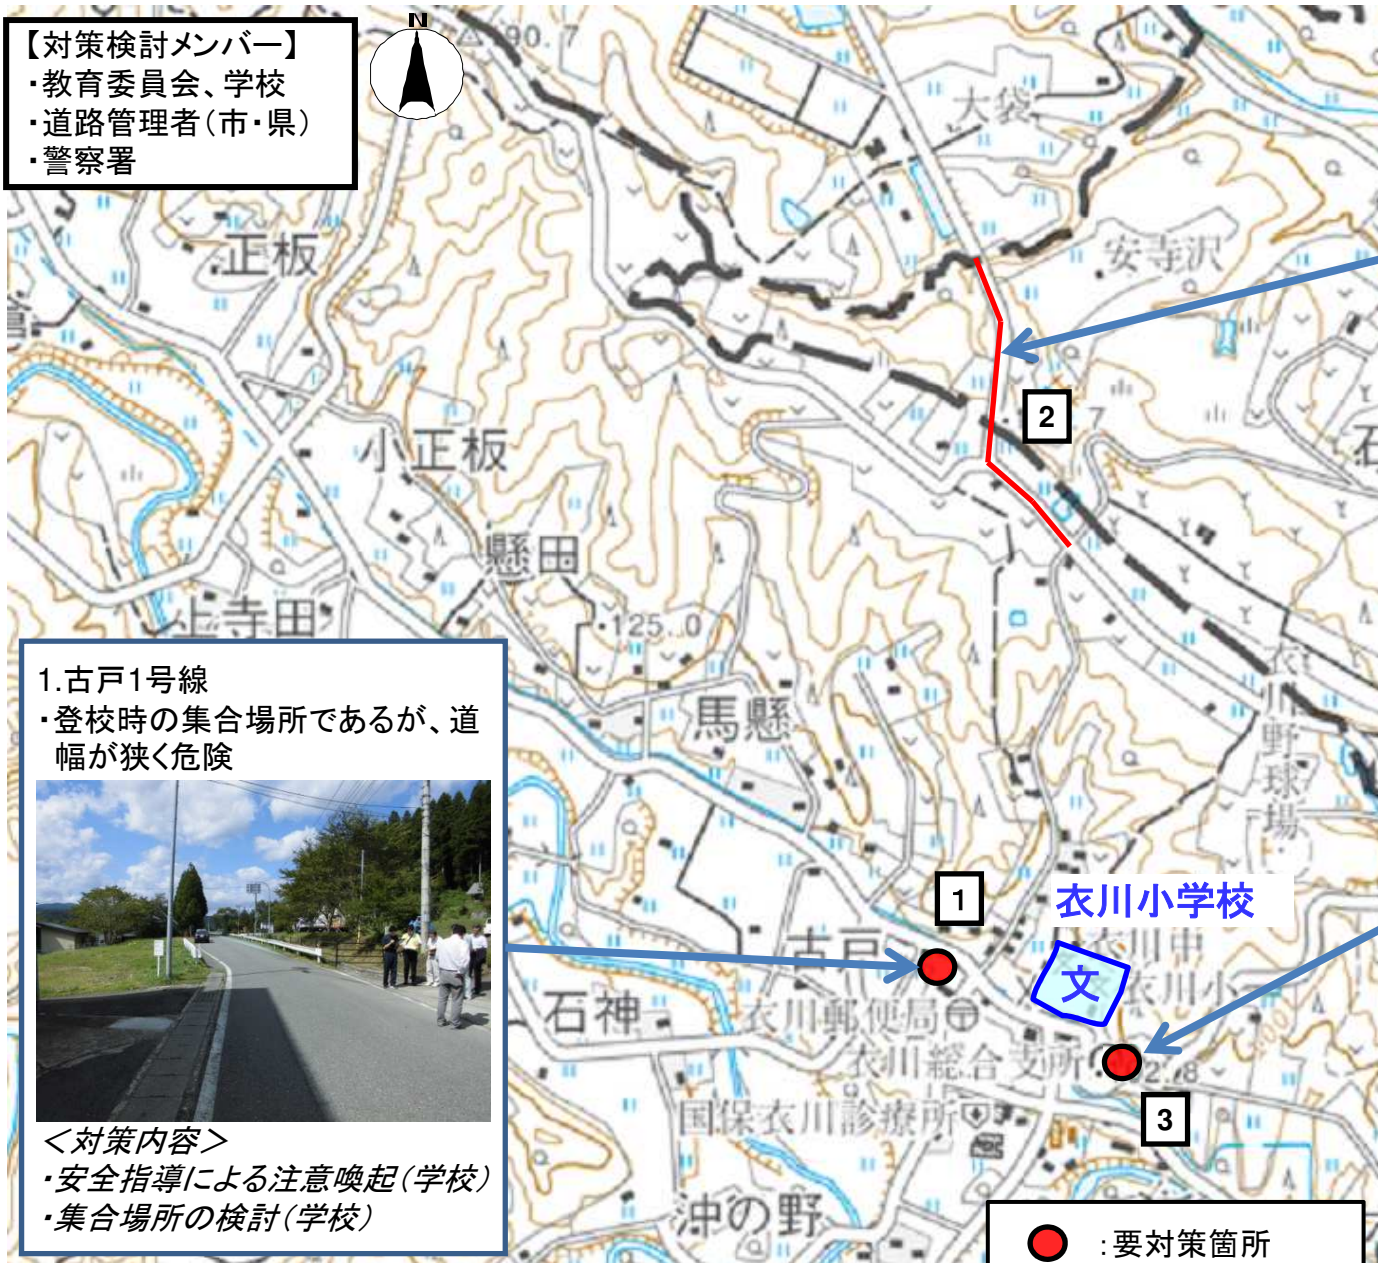 【対策検討メンバー】
・教育委員会、学校
・道路管理者(市・県)
・警察署
N
90.7
大袋
正板
安寺沢
2
7
小正板
石
懸田
上寺田
・125.0
衣川野球場
1.古戸1号線
・登校時の集合場所であるが、道
幅が狭く危険
馬懸
1
衣川小学校
古戸
衣川中
文
衣川小
石神
衣川郵便局
衣川総合支所
国保衣川診療所
3
<対策内容>
・安全指導による注意喚起(学校)
・集合場所の検討(学校)
沖の野
:要対策箇所